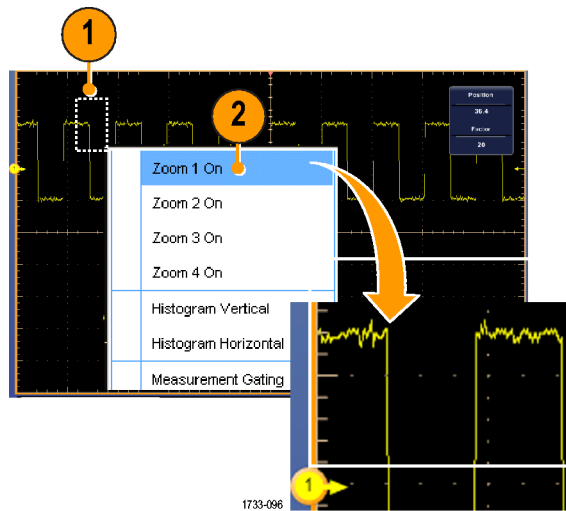 1
2
Position
36.4
Factor
20
Zoom 1 On
Zoom 2 On
Zoom 3 On
Zoom 4 On
Histogram Vertical
Histogram Horizontal
Measurement Gating
1
1733-096